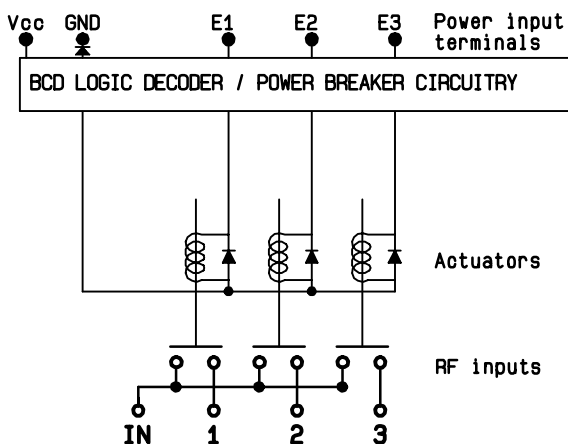 Vcc GND E1 E2 E3 Power input
terminals
BCD LOGIC DECODER / POWER BREAKER CIRCUITRY
Actuators
RF inputs
IN 1 2 3